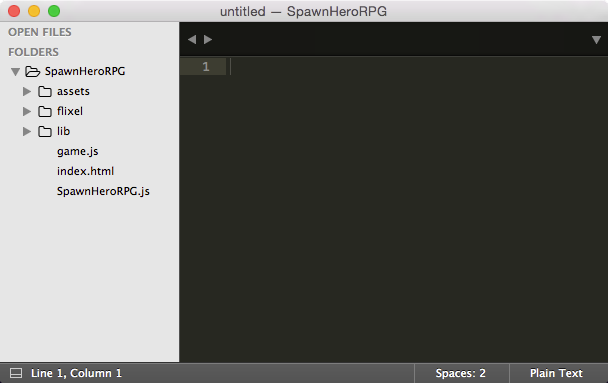 untitled — SpawnHeroRPG
OPEN FILES
FOLDERS
SpawnHeroRPG
assets
flixel
lib
game.js
index.html
SpawnHeroRPG.js
1
Line 1, Column 1
Spaces: 2
Plain Text